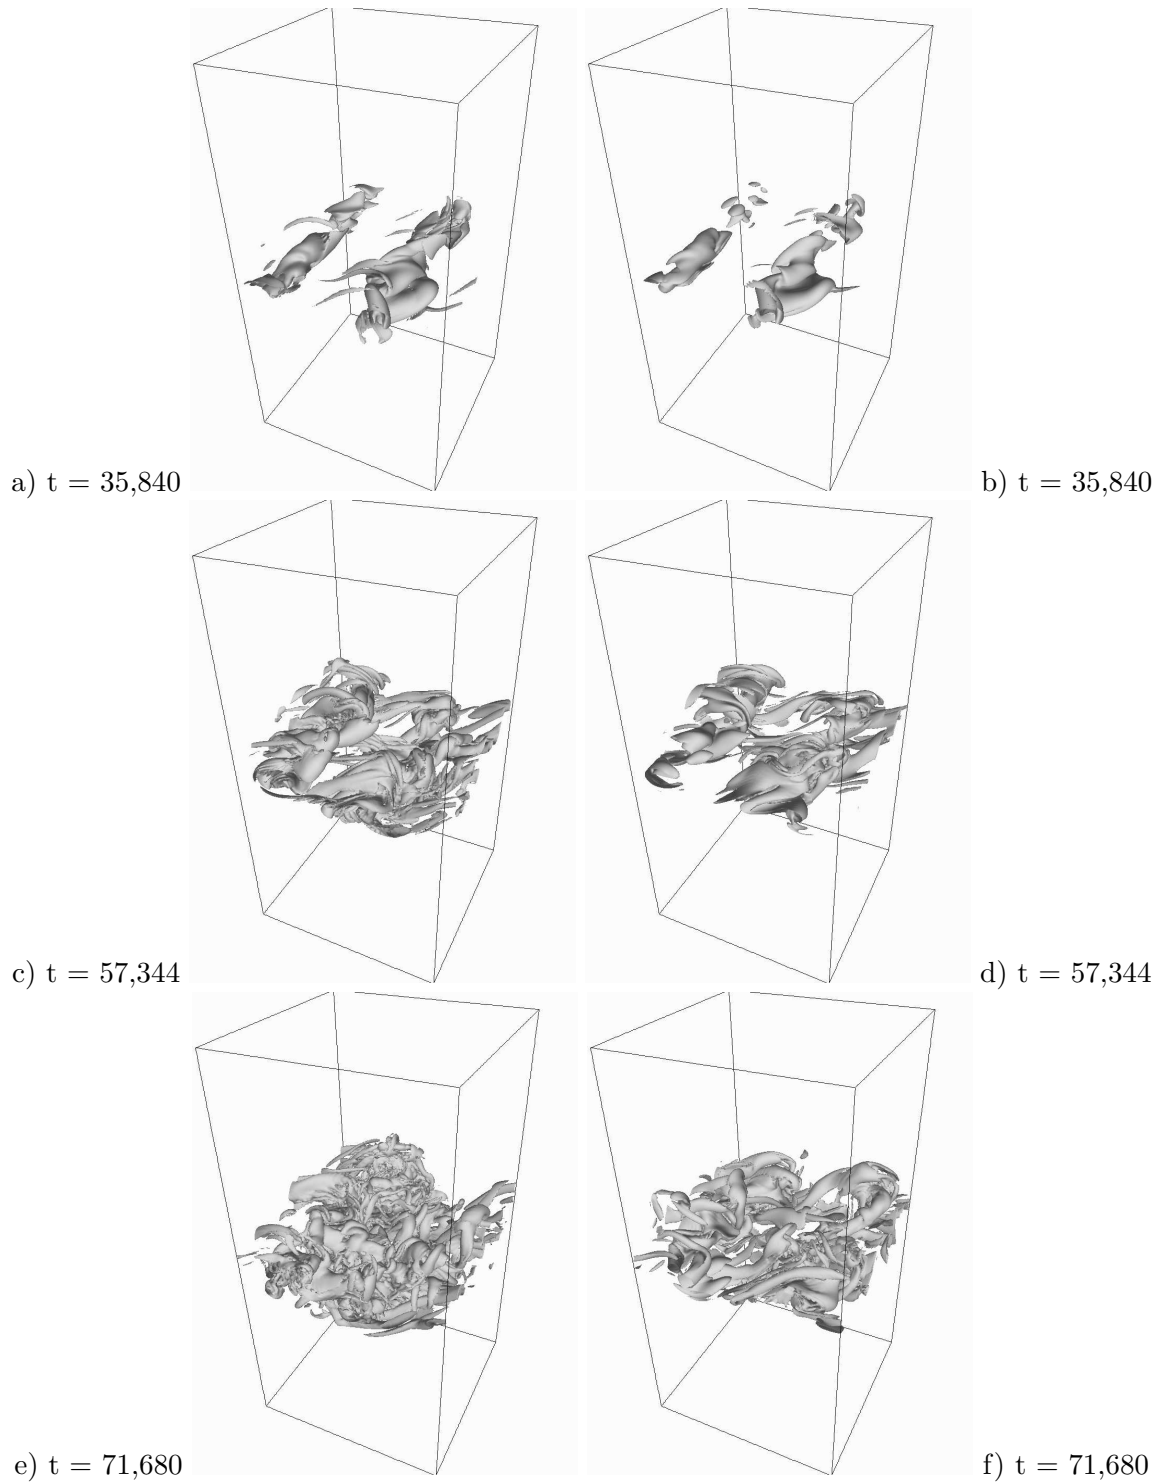 a) t = 35,840
b) t = 35,840
c) t = 57,344
d) t = 57,344
e) t = 71,680
f) t = 71,680